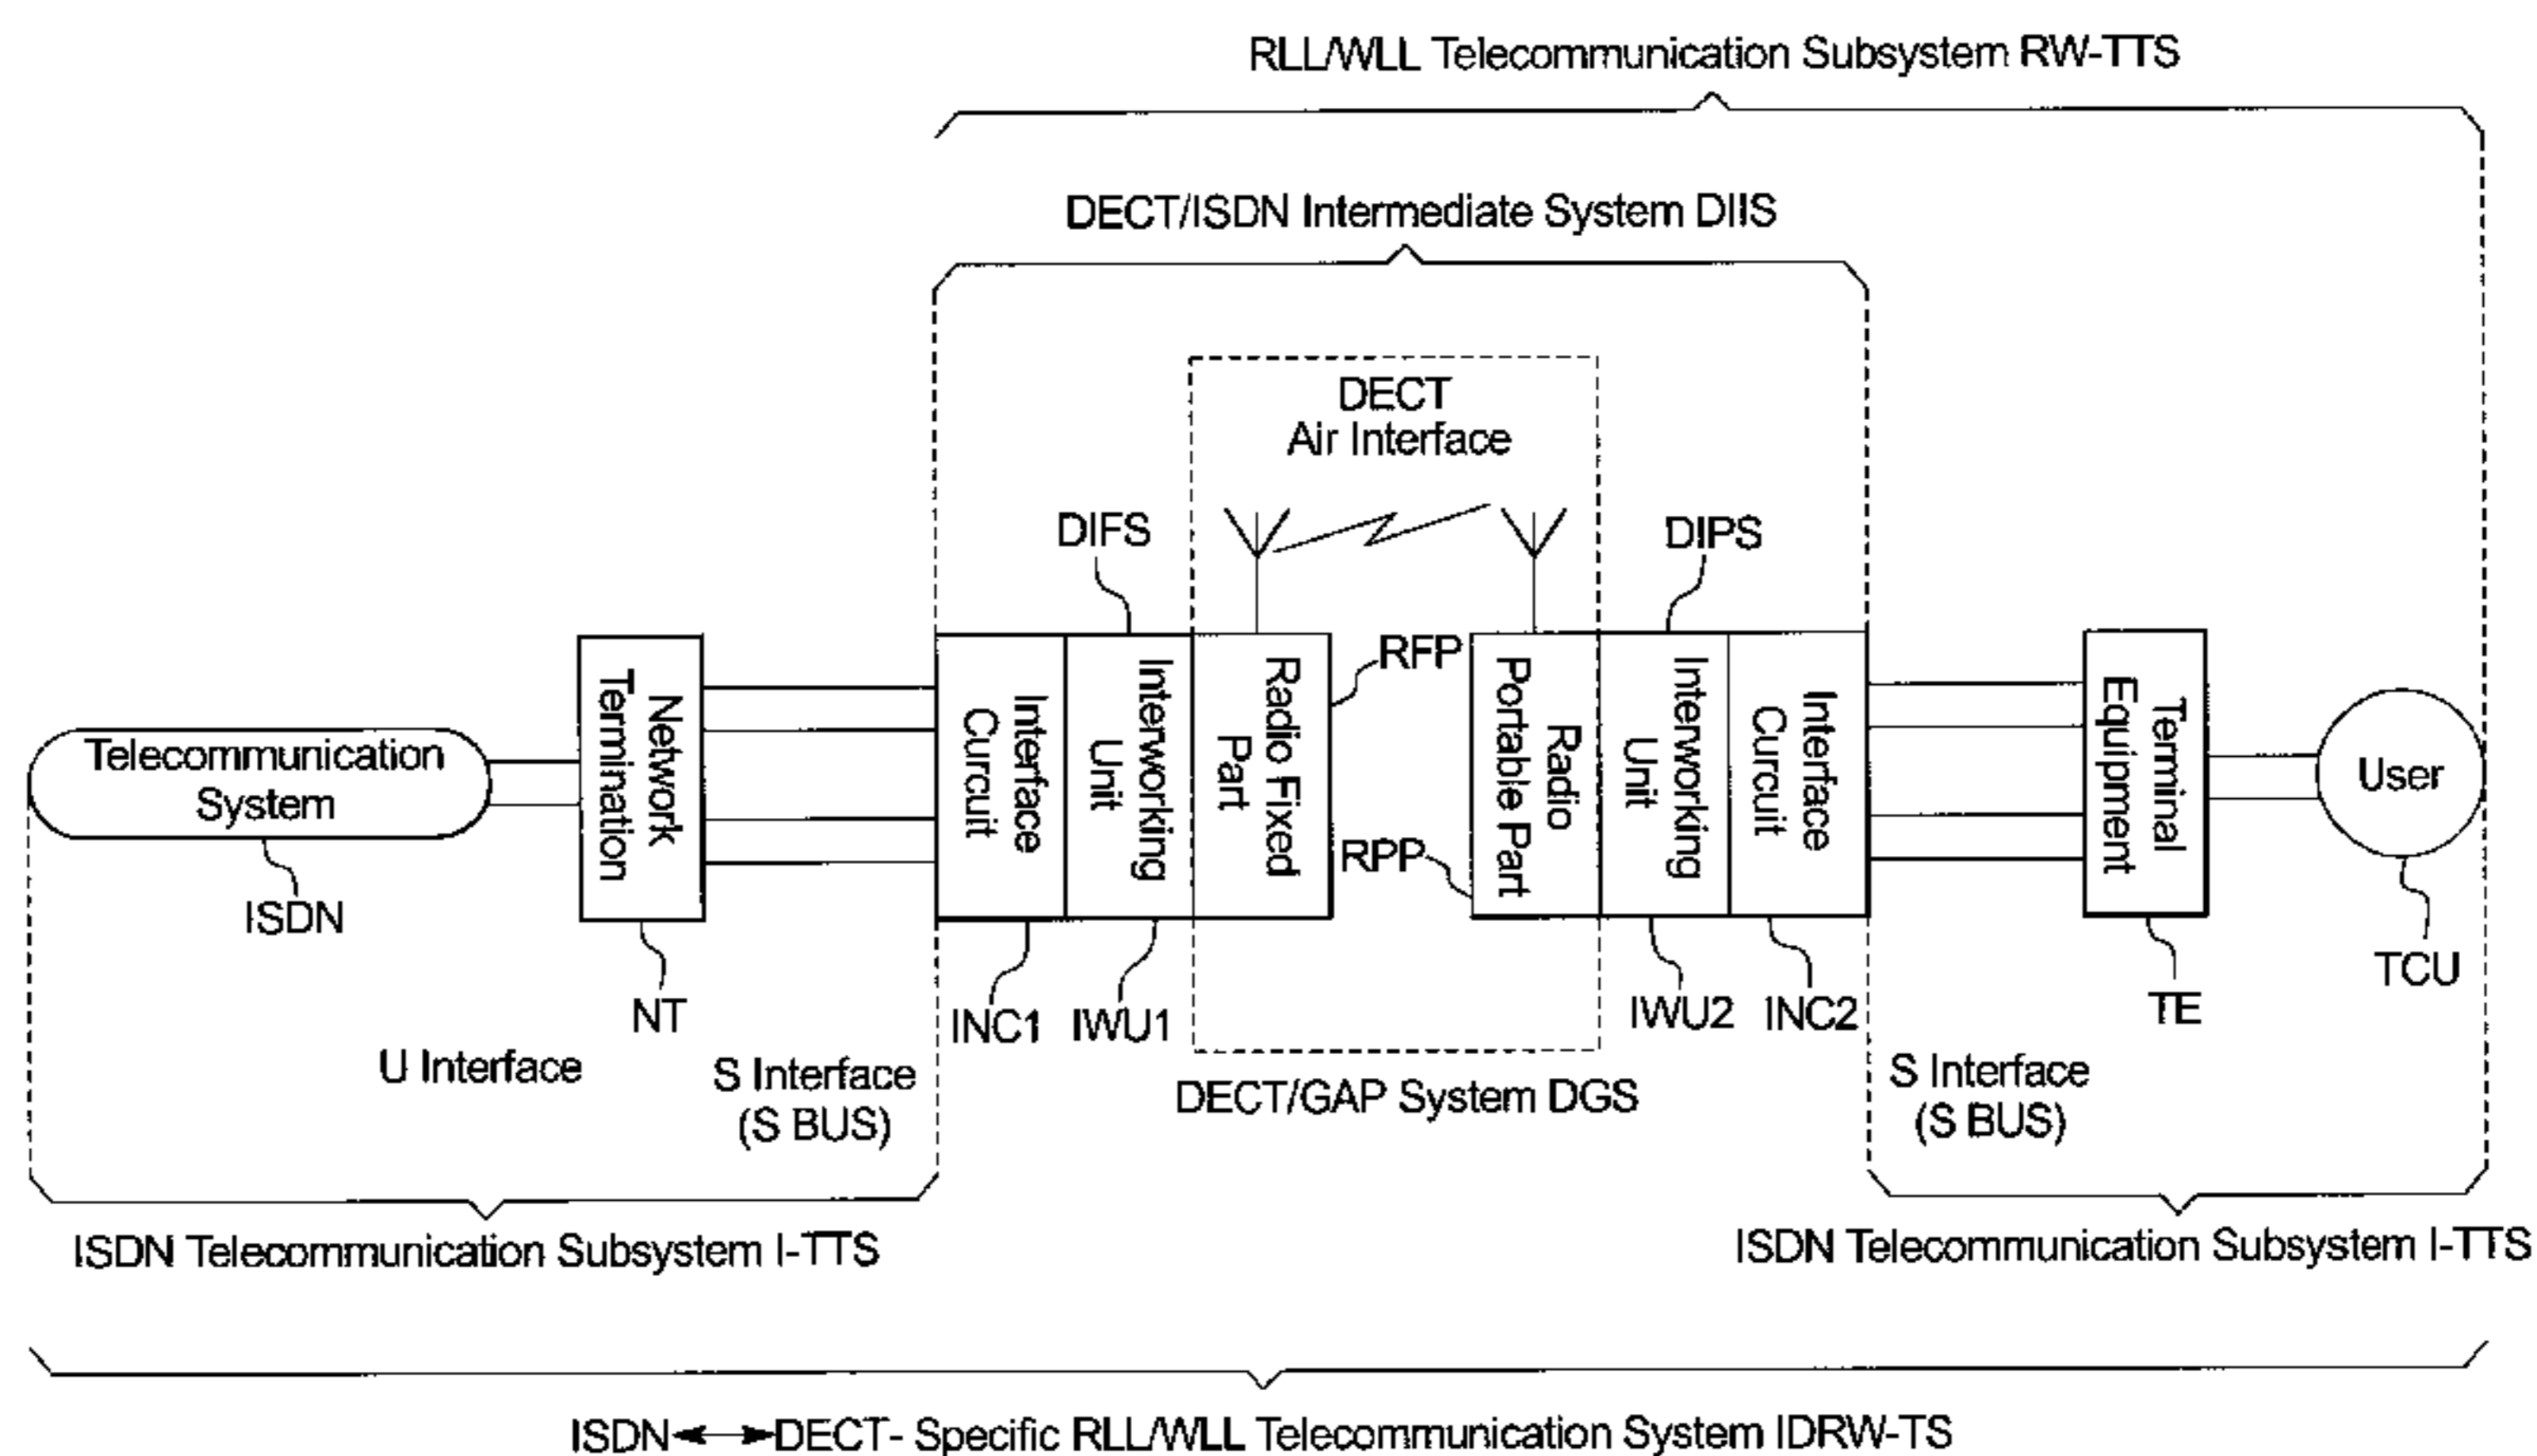 RLL/WLL Telecommunication Subsystem RW-TTS
DECT/ISDN Intermediate System DIIS
DECT
Air Interface
DIFS
DIPS
RFP
RPP
Telecommunication
System
ISDN
Network
Termination
NT
Interface
Curcuit
Interworking
Unit
Radio Fixed
Part
Radio
Portable Part
Interworking
Unit
Interface
Curcuit
Terminal
Equipment
User
TCU
TE
INC1
IWU1
IWU2
INC2
U Interface
S Interface
(S BUS)
DECT/GAP System DGS
S Interface
(S BUS)
ISDN Telecommunication Subsystem I-TTS
ISDN Telecommunication Subsystem I-TTS
ISDN◄─►DECT- Specific RLL/WLL Telecommunication System IDRW-TS